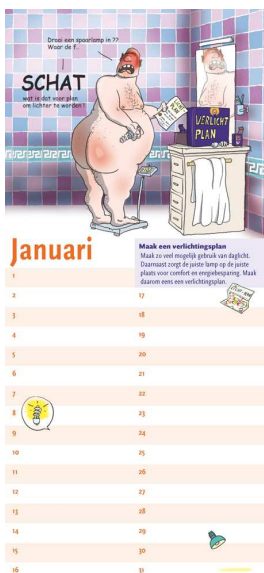 Draai een spaarlamp in ??
Waar de f..
SCHAT
wat is dat voor plan
om lichter te worden?
VERLICHT
PLAN
Januari
Maak een verlichtingsplan
Maak zo veel mogelijk gebruik van daglicht.
Daarnaast zorgt de juiste lamp op de juiste
plaats voor comfort en enrgiebesparing. Maak
daarom eens een verlichtingsplan.
1
2
3
4
5
6
7
8
9
10
11
12
13
14
15
16
17
18
19
20
21
22
23
24
25
26
27
28
29
30
31